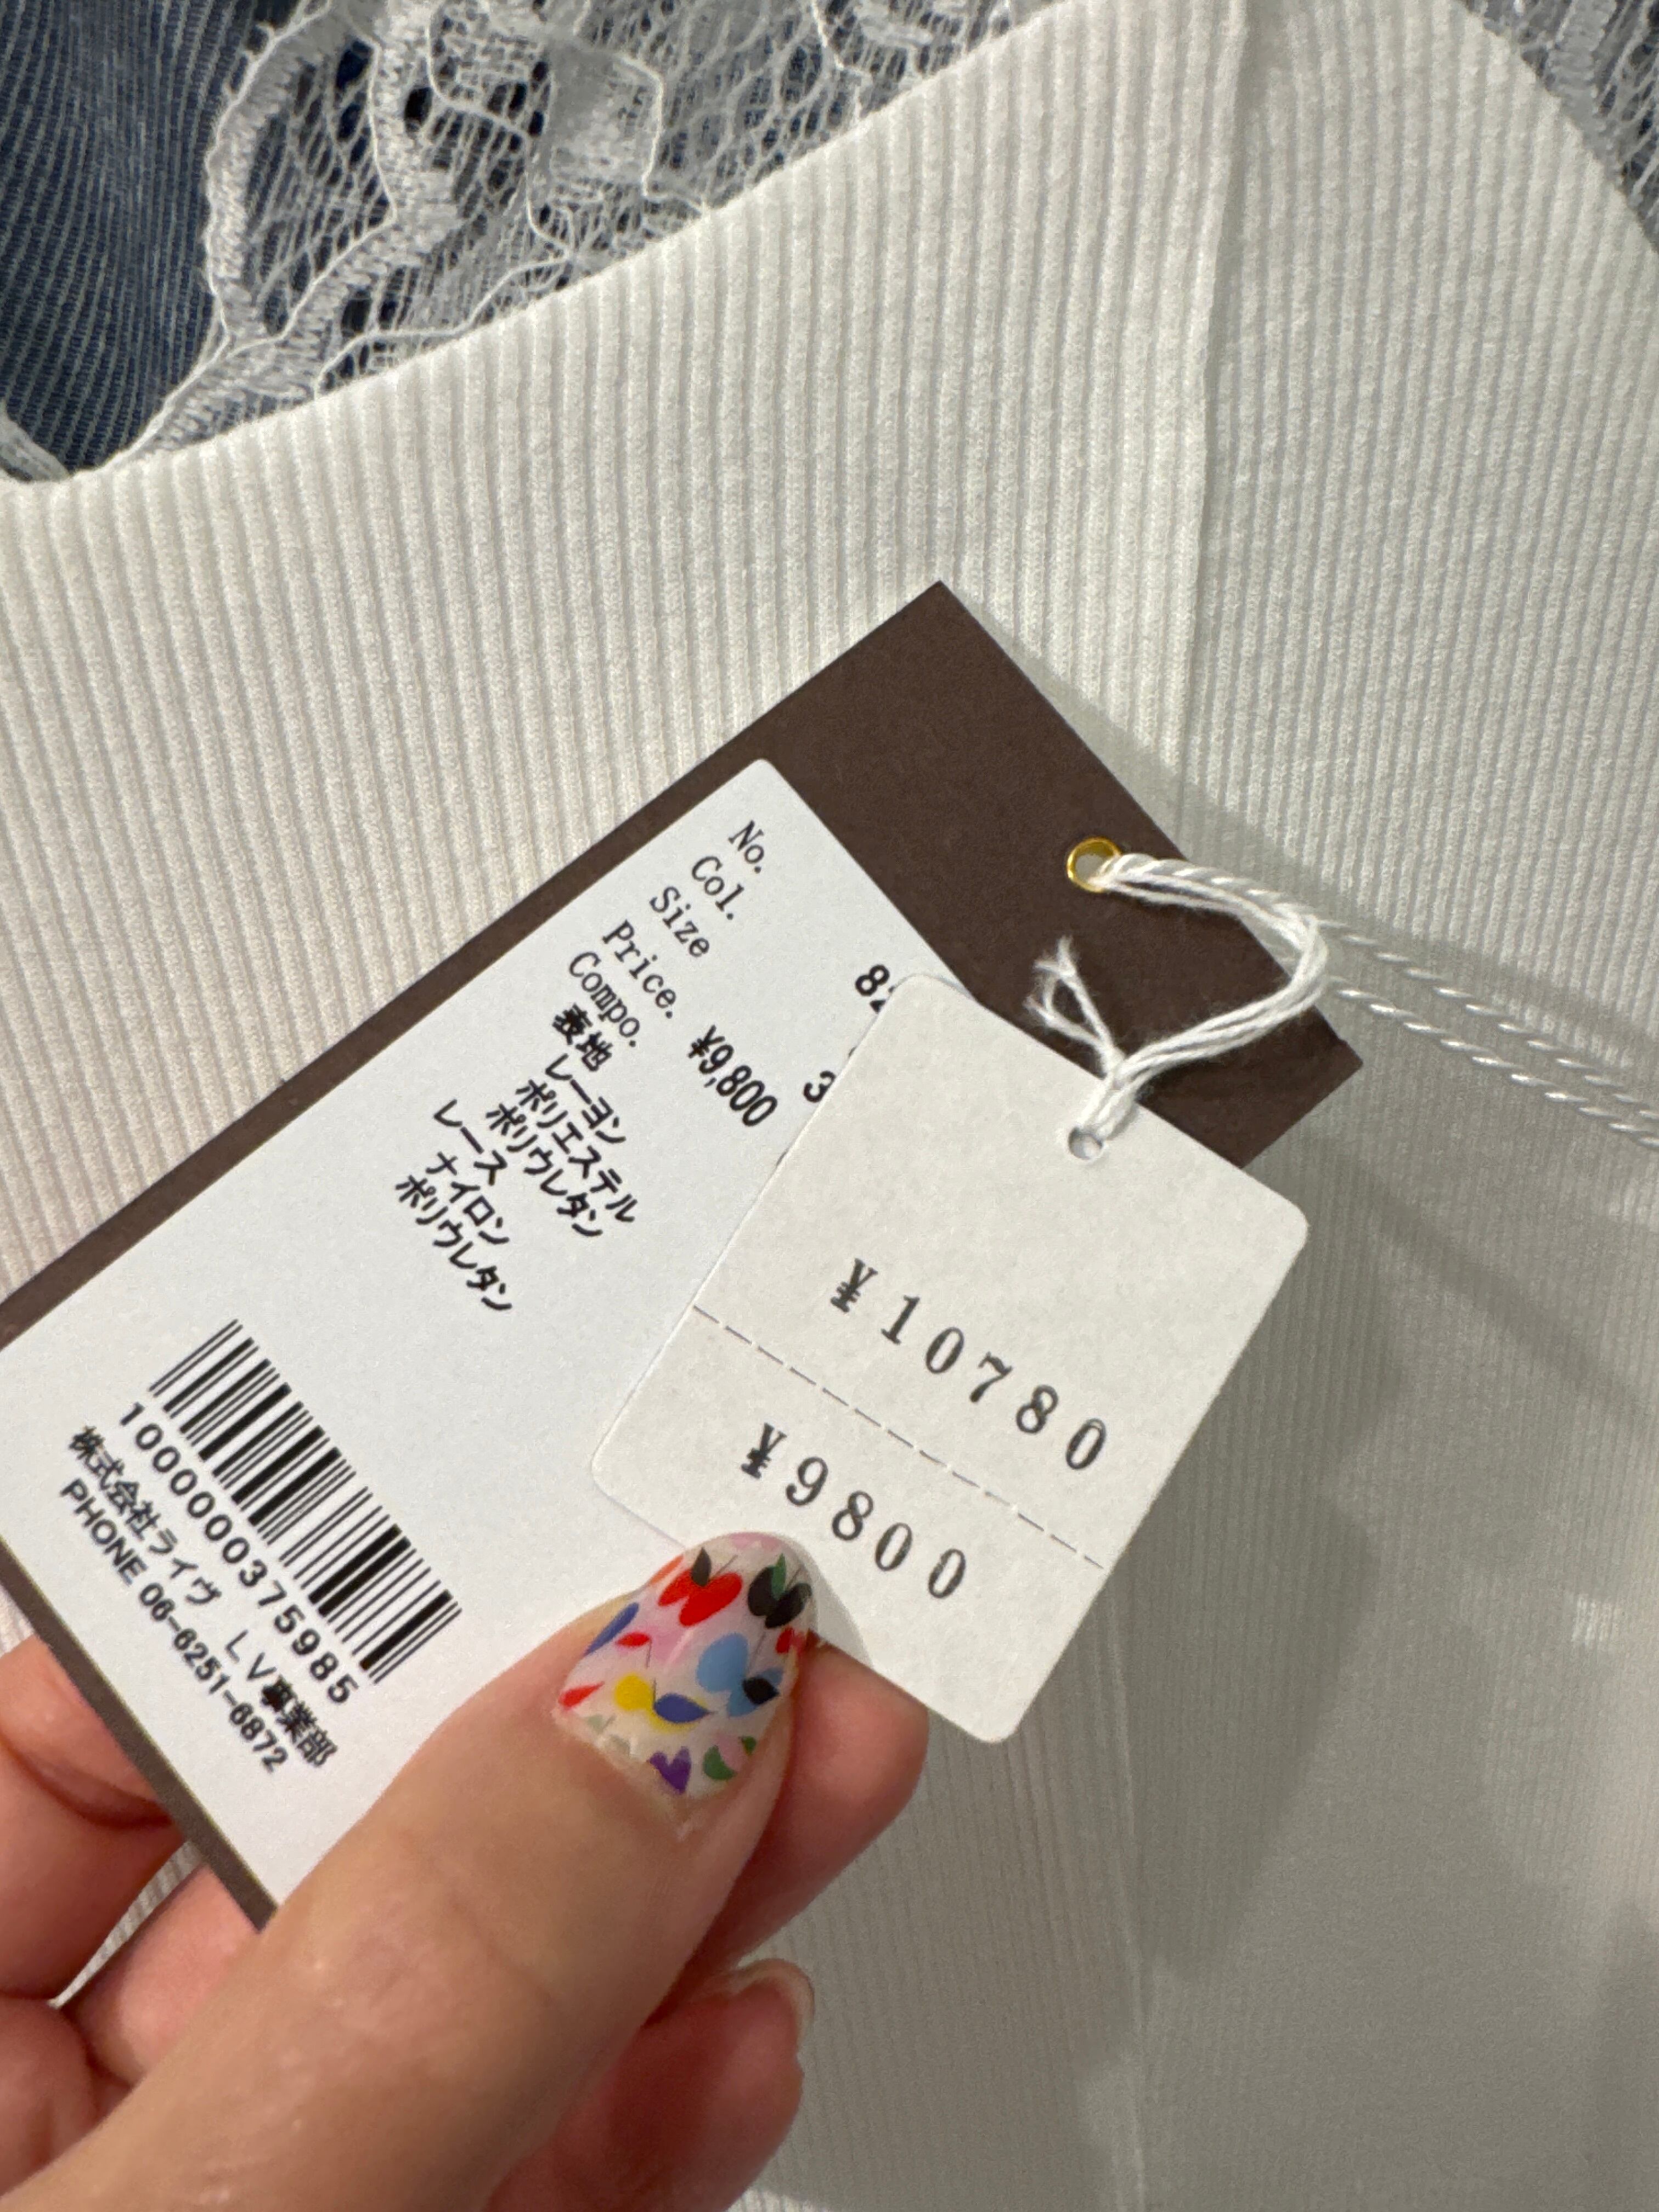 No.
Col.
Size
Price. ¥9,800
Compo.
表地
レーヨン
ポリエステル
ポリウレタン
レース
ナイロン
ポリウレタン
1000000375985
株式会社ライヴ LV事業部
PHONE 06-6251-6872
¥10780
¥9800